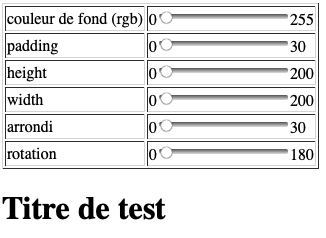 couleur de fond (rgb) 0 255
padding 0 30
height 0 200
width 0 200
arrondi 0 30
rotation 0 180
Titre de test